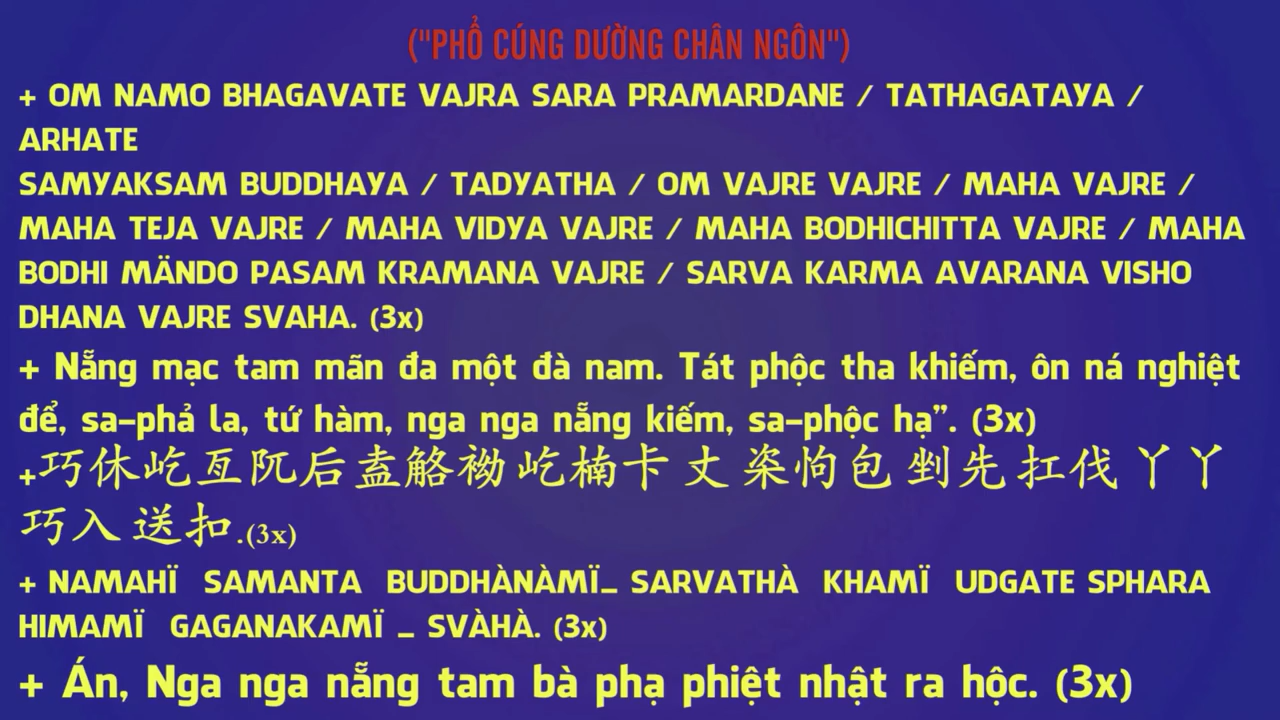 ("PHỔ CÚNG DƯỜNG CHÂN NGÔN")
+ OM NAMO BHAGAVATE VAJRA SARA PRAMARDANE / TATHAGATAYA /
ARHATE
SAMYAKSAM BUDDHAYA / TADYATHA / OM VAJRE VAJRE / MAHA VAJRE /
MAHA TEJA VAJRE / MAHA VIDYA VAJRE / MAHA BODHICHITTA VAJRE / MAHA
BODHI MÄNDO PASAM KRAMANA VAJRE / SARVA KARMA AVARANA VISHO
DHANA VAJRE SVAHA. (3x)
+ Nẵng mạc tam mãn đa một đà nam. Tát phộc tha khiếm, ôn ná nghiệt
để, sa-phả la, tứ hàm, nga nga nẵng kiếm, sa-phộc hạ”. (3x)
+巧休屹亙阢后盍觡袎 屹楠卡 丈 桼怐包 剉先 扛伐 丫丫
巧入 送扣.(3x)
+ NAMAHÏ SAMANTA BUDDHÀNÀMÏ_ SARVATHÀ KHAMÏ UDGATE SPHARA
HIMAMÏ GAGANAKAMÏ _ SVÀHÀ. (3x)
+ Án, Nga nga nẵng tam bà phạ phiệt nhật ra hộc. (3x)